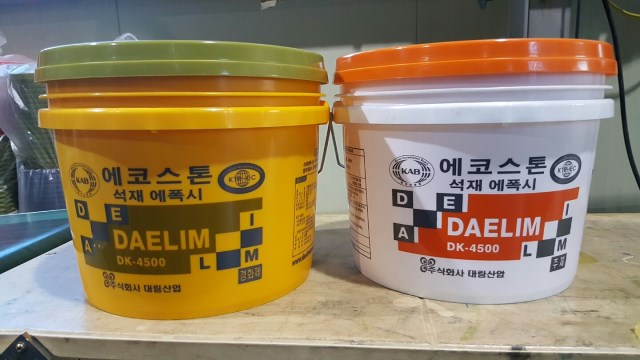 KAB
에코스톤
석재 에폭시
D E
A
DAELIM
DK-4500
I
L M
경화제
주식회사 대림산업
KAB
에코스톤
석재 에폭시
D E
A
DAELIM
DK-4500
I
L M
주제
주식회사 대림산업